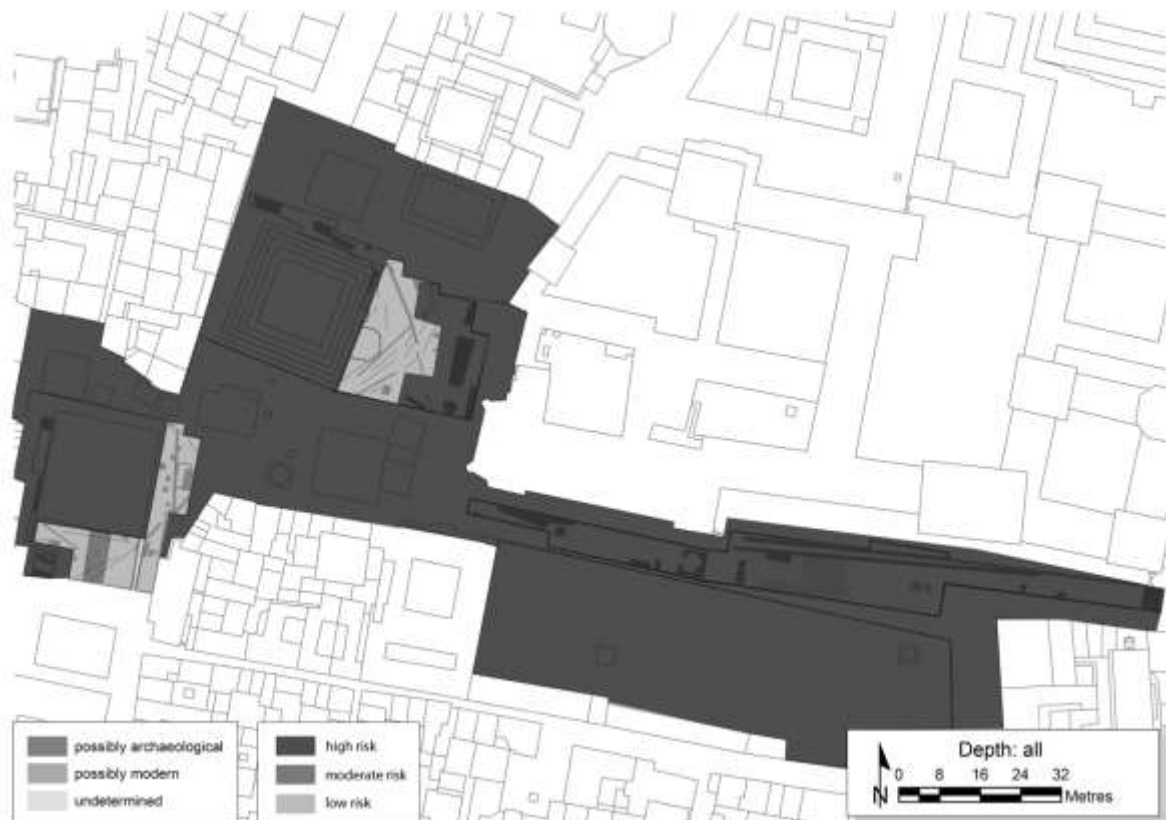 possibly archaeological
possibly modern
undetermined
high risk
moderate risk
low risk
Depth: all
0 8 16 24 32
Metres
N